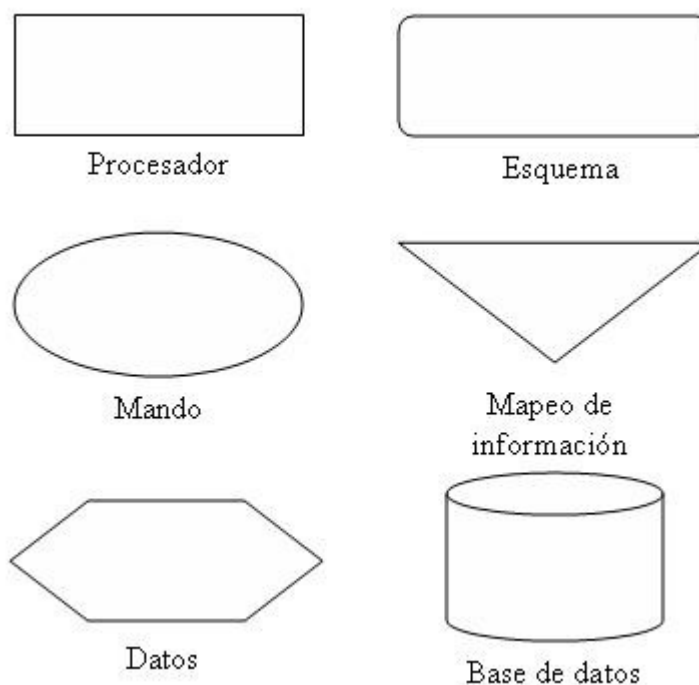 Procesador
Esquema
Mando
Mapeo de
información
Datos
Base de datos